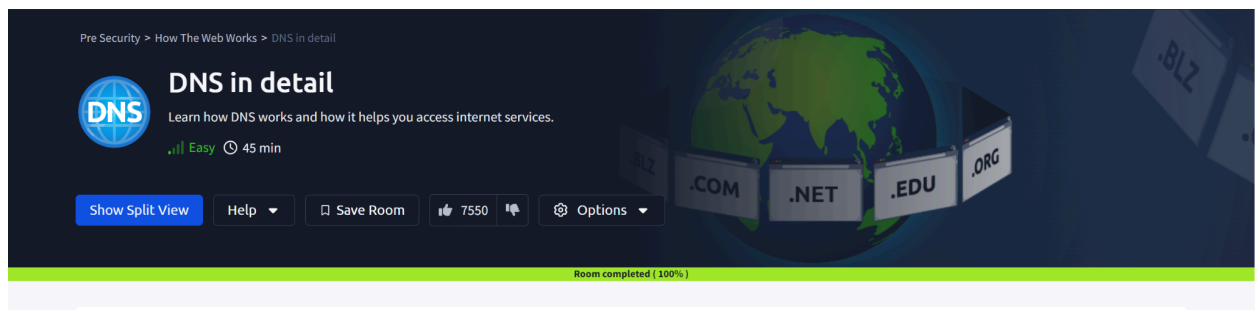 Pre Security > How The Web Works > DNS in detail
DNS
DNS in detail
Learn how DNS works and how it helps you access internet services.
Easy 45 min
.BLZ
.BLZ
.COM
.NET
.EDU
.ORG
Show Split View Help Save Room 7550 Options
Room completed ( 100% )